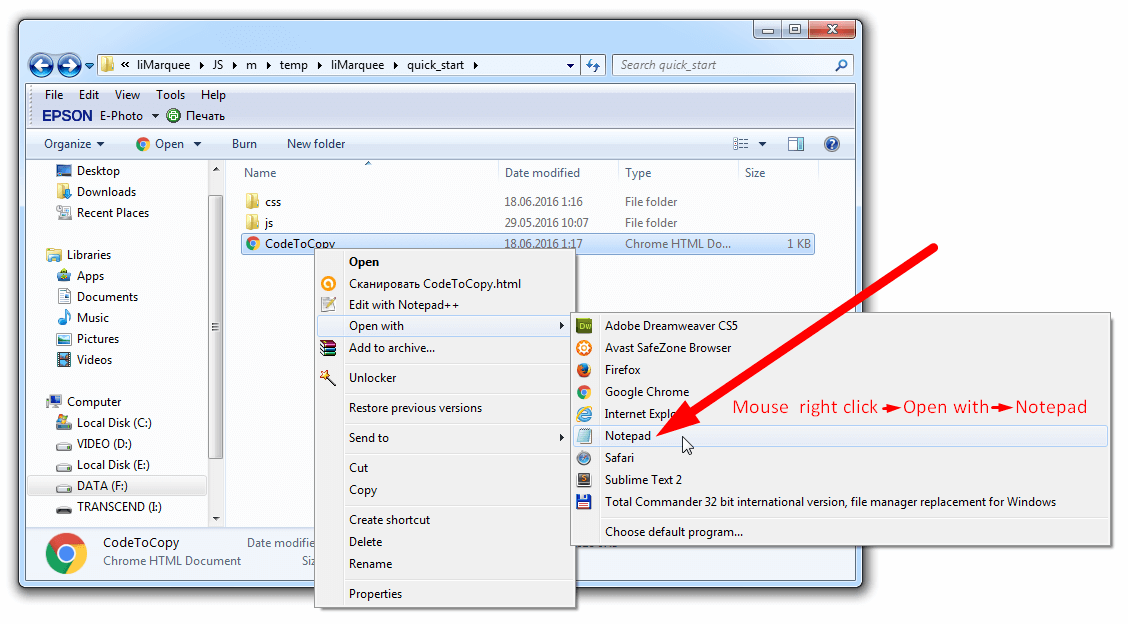 « liMarquee ▸ JS ▸ m ▸ temp ▸ liMarquee ▸ quick_start ▸
Search quick_start
File Edit View Tools Help
EPSON E-Photo Печать
Organize Open Burn New folder
Name Date modified Type Size
Desktop
Downloads
Recent Places
Libraries
Apps
Documents
Music
Pictures
Videos
Computer
Local Disk (C:)
VIDEO (D:)
Local Disk (E:)
DATA (F:)
TRANSCEND (I:)
css 18.06.2016 1:16 File folder
js 29.05.2016 10:07 File folder
CodeToCopy 18.06.2016 1:17 Chrome HTML Do... 1 KB
Open
Сканировать CodeToCopy.html
Edit with Notepad++
Open with
Add to archive...
Unlocker
Restore previous versions
Send to
Cut
Copy
Create shortcut
Delete
Rename
Properties
Dw Adobe Dreamweaver CS5
Avast SafeZone Browser
Firefox
Google Chrome
Internet Explo
Notepad
Safari
Sublime Text 2
Total Commander 32 bit international version, file manager replacement for Windows
Choose default program...
Mouse right click Open with Notepad
CodeToCopy Date modifie
Chrome HTML Document Siz